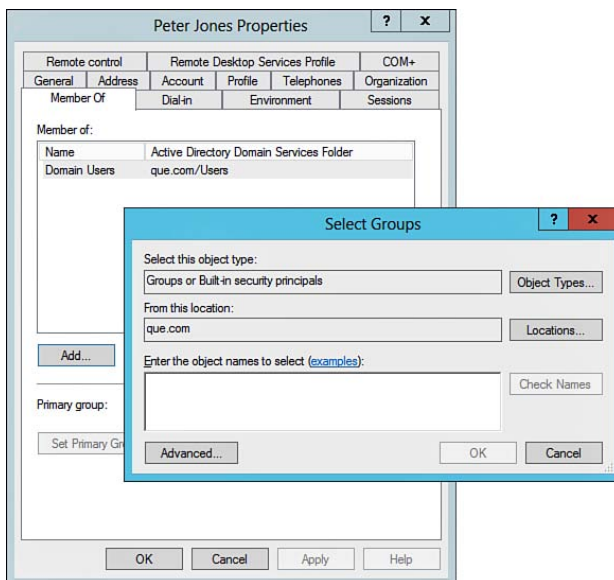 Peter Jones Properties
? x
Remote control Remote Desktop Services Profile COM+
General Address Account Profile Telephones Organization
Member Of Dial-in Environment Sessions
Member of:
Name Active Directory Domain Services Folder
Domain Users que.com/Users
Select Groups
? x
Select this object type:
Groups or Built-in security principals
Object Types...
From this location:
que.com
Locations...
Enter the object names to select (examples):
Check Names
Advanced...
OK Cancel
Add...
Primary group:
Set Primary Gr
OK Cancel Apply Help